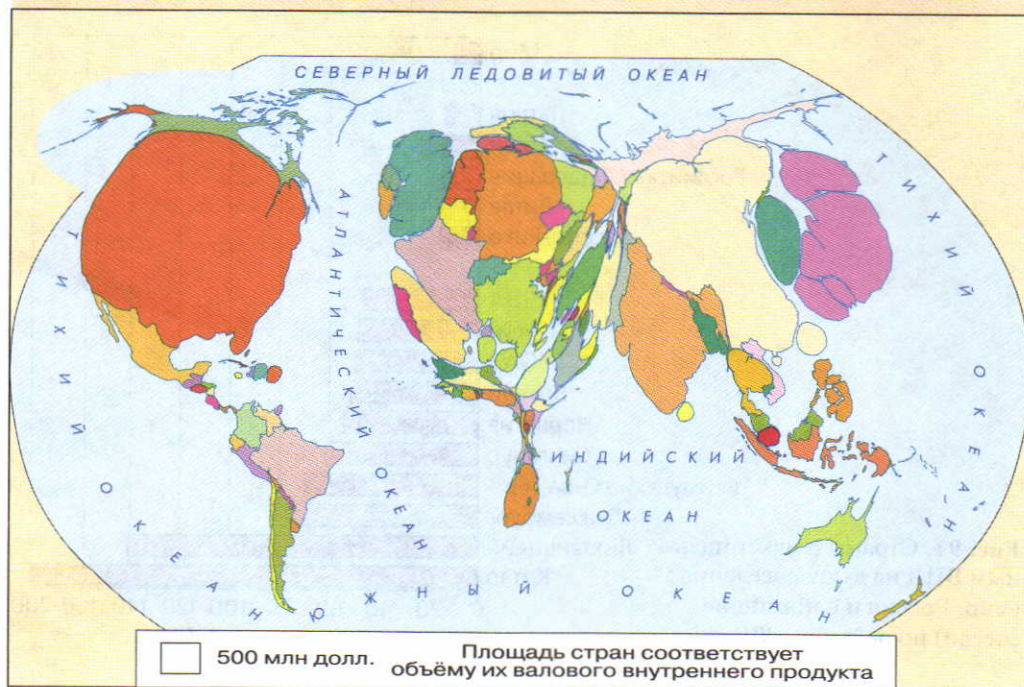 СЕВЕРНЫЙ ЛЕДОВИТЫЙ ОКЕАН
ТИХИЙ
ОКЕАН
АТЛАНТИЧЕСКИЙ
ОКЕАН
ТИХИЙ
ОКЕАН
ИНДИЙСКИЙ
ОКЕАН
ЮЖНЫЙ ОКЕАН
500 млн долл.
Площадь стран соответствует
объёму их валового внутреннего продукта